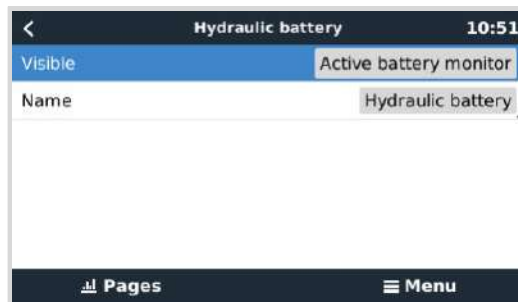 Hydraulic battery 10:51
Visible Active battery monitor
Name Hydraulic battery
Pages Menu